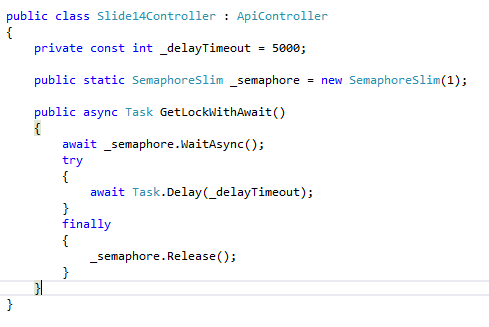 public class Slide14Controller : ApiController
{
    private const int _delayTimeout = 5000;
    public static SemaphoreSlim _semaphore = new SemaphoreSlim(1);
    public async Task GetLockWithAwait()
    {
        await _semaphore.WaitAsync();
        try
        {
            await Task.Delay(_delayTimeout);
        }
        finally
        {
            _semaphore.Release();
        }
    }
}